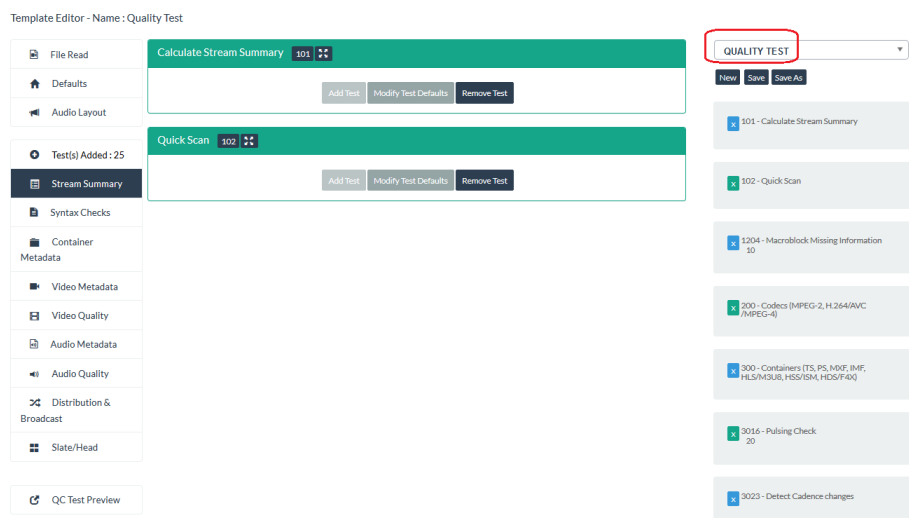 Template Editor - Name : Quality Test
File Read
Defaults
Audio Layout
Test(s) Added : 25
Stream Summary
Syntax Checks
Container
Metadata
Video Metadata
Video Quality
Audio Metadata
Audio Quality
Distribution &
Broadcast
Slate/Head
QC Test Preview
Calculate Stream Summary 101
Add Test Modify Test Defaults Remove Test
Quick Scan 102
Add Test Modify Test Defaults Remove Test
QUALITY TEST
New Save Save As
x 101 - Calculate Stream Summary
x 102 - Quick Scan
x 1204 - Macroblock Missing Information
10
x 200 - Codecs (MPEG-2, H.264/AVC
/MPEG-4)
x 300 - Containers (TS, PS, MXF, IMF,
HLS/M3U8, HSS/ISM, HDS/F4X)
x 3016 - Pulsing Check
20
x 3023 - Detect Cadence changes